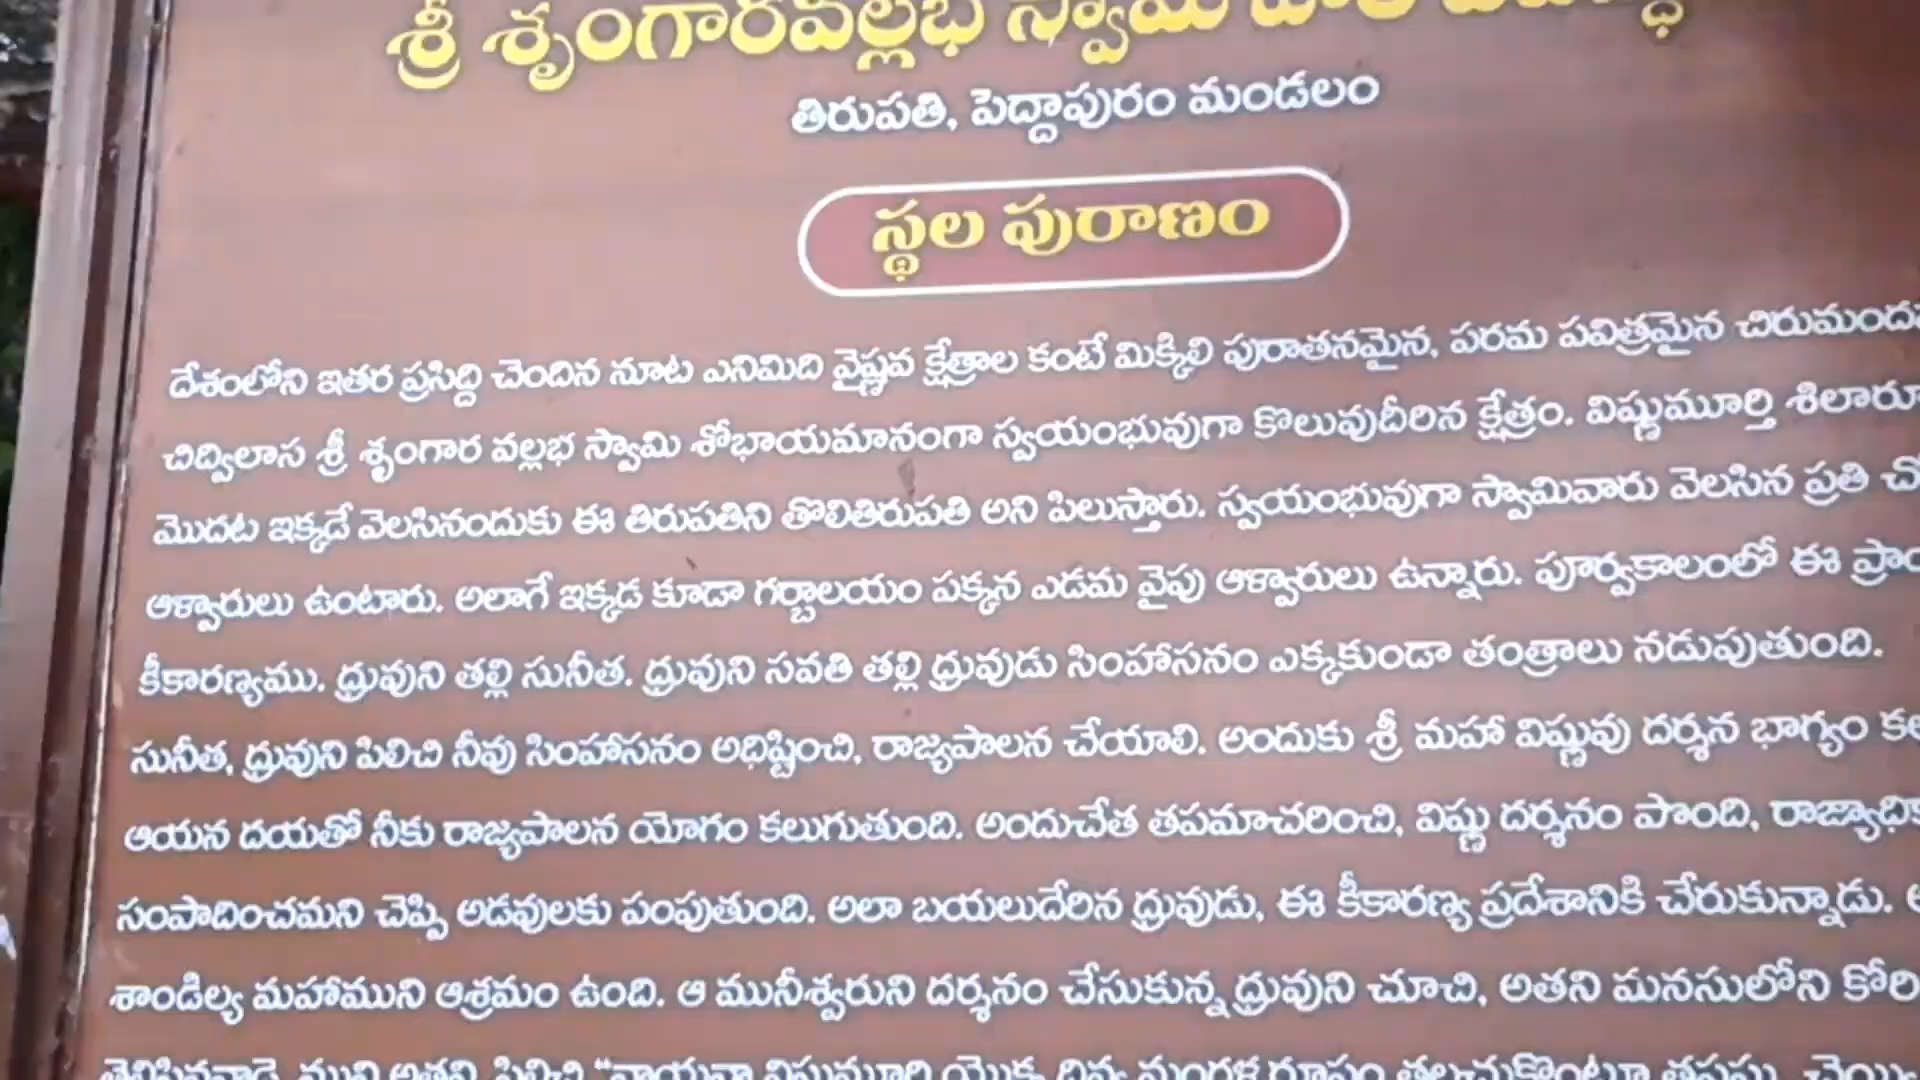 శ్రీ శృంగారవల్లభ స్వామి వారి
తిరుపతి, పెద్దాపురం మండలం
స్థల పురాణం
దేశంలోని ఇతర ప్రసిద్ది చెందిన నూట ఎనిమిది వైష్ణవ క్షేత్రాల కంటే మిక్కిలి పురాతనమైన, పరమ పవిత్రమైన
చిద్విలాస శ్రీ శృంగార వల్లభ స్వామి శోభాయమానంగా స్వయంభువుగా కొలువుదీరిన క్షేత్రం. విష్ణుమూర్తి
మొదట ఇక్కడే వెలసినందుకు ఈ తిరుపతిని తొలితిరుపతి అని పిలుస్తారు. స్వయంభువుగా స్వామివారు వెలసిన ప్రతి
ఆళ్వారులు ఉంటారు. అలాగే ఇక్కడ కూడా గర్భాలయం పక్కన ఎడమ వైపు ఆళ్వారులు ఉన్నారు. పూర్వకాలంలో ఈ
కీకారణ్యము. ధ్రువుని తల్లి సునీత. ధ్రువుని సవతి తల్లి ధ్రువుడు సింహాసనం ఎక్కకుండా తంత్రాలు నడుపుతుంది.
సునీత, ధ్రువుని పిలిచి నీవు సింహాసనం అధిష్టించి, రాజ్యపాలన చేయాలి. అందుకు శ్రీ మహా విష్ణువు దర్శన భాగ్యం
ఆయన దయతో నీకు రాజ్యపాలన యోగం కలుగుతుంది. అందుచేత తపమాచరించి, విష్ణు దర్శనం పొంది,
సంపాదించమని చెప్పి అడవులకు పంపుతుంది. అలా బయలుదేరిన ధ్రువుడు, ఈ కీకారణ్య ప్రదేశానికి చేరుకున్నాడు.
శాండిల్య మహాముని ఆశ్రమం ఉంది. ఆ మునీశ్వరుని దర్శనం చేసుకున్న ధ్రువుని చూచి, అతని మనసులోని